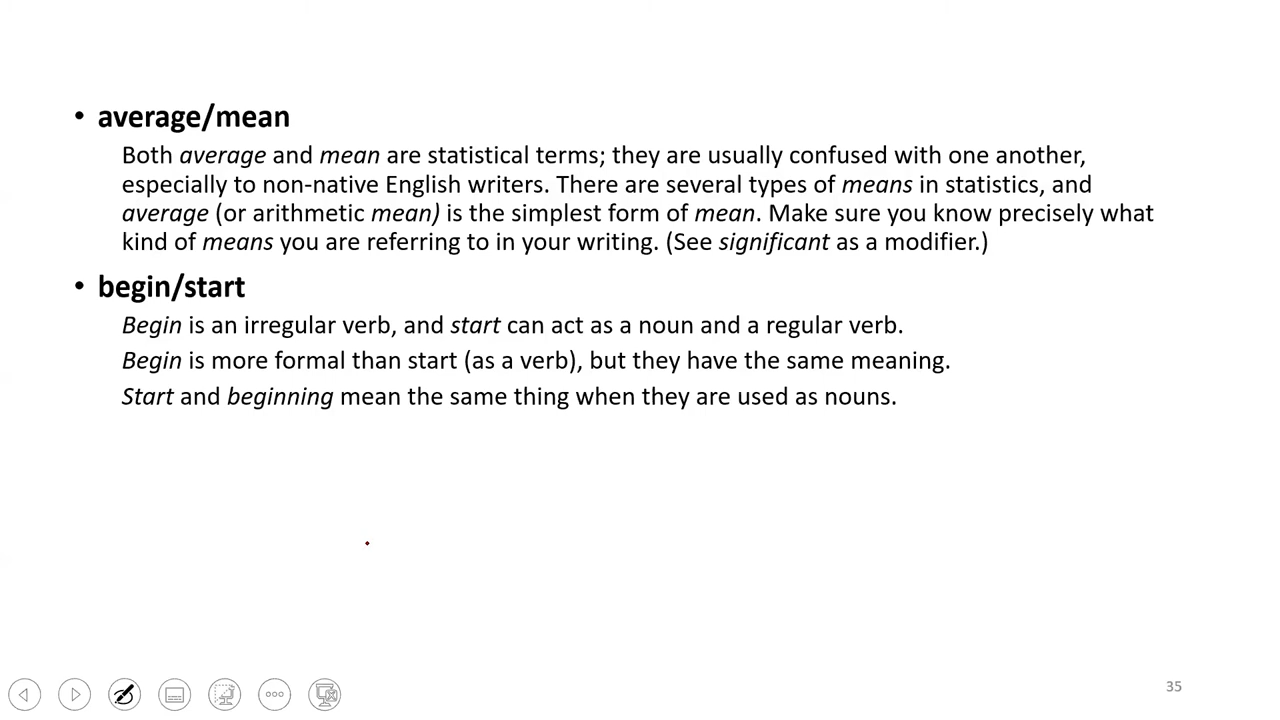 • average/mean
Both average and mean are statistical terms; they are usually confused with one another,
especially to non-native English writers. There are several types of means in statistics, and
average (or arithmetic mean) is the simplest form of mean. Make sure you know precisely what
kind of means you are referring to in your writing. (See significant as a modifier.)
• begin/start
Begin is an irregular verb, and start can act as a noun and a regular verb.
Begin is more formal than start (as a verb), but they have the same meaning.
Start and beginning mean the same thing when they are used as nouns.
35